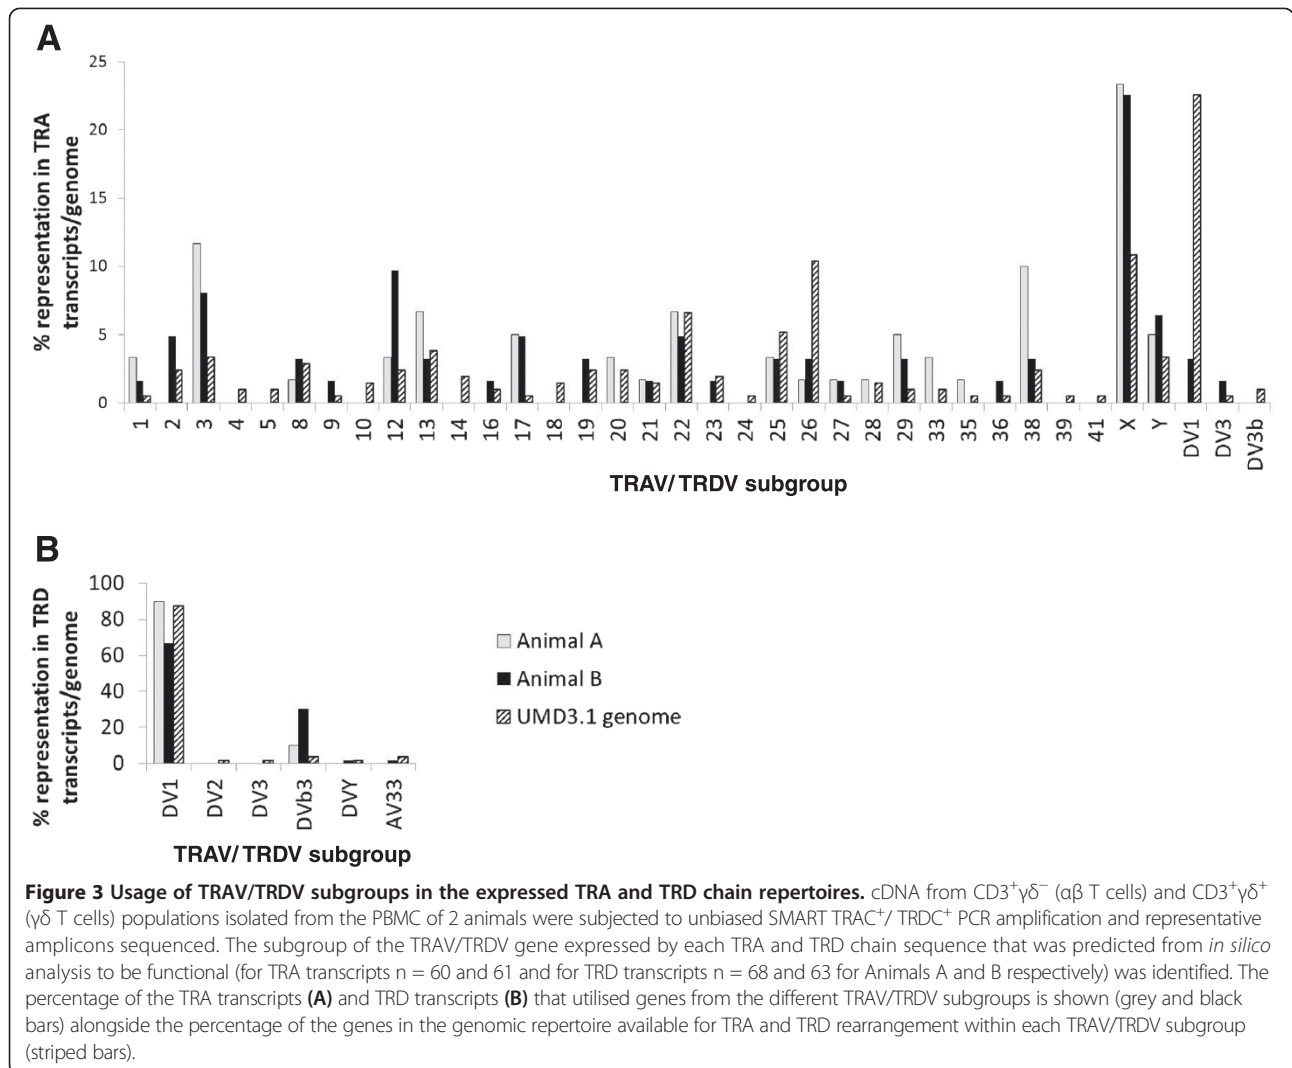 A
% representation in TRA
transcripts/genome
25
20
15
10
5
0
1 2 3 4 5 8 9 10 12 13 14 16 17 18 19 20 21 22 23 24 25 26 27 28 29 33 35 36 38 39 41 X Y DV1 DV3 DV3b
TRAV/ TRDV subgroup
B
% representation in TRD
transcripts/genome
100
80
60
40
20
0
DV1 DV2 DV3 DVb3 DVY AV33
TRAV/ TRDV subgroup
Animal A
Animal B
UMD3.1 genome
Figure 3 Usage of TRAV/TRDV subgroups in the expressed TRA and TRD chain repertoires. cDNA from CD3⁺γδ⁻ (αβ T cells) and CD3⁺γδ⁺
(γδ T cells) populations isolated from the PBMC of 2 animals were subjected to unbiased SMART TRAC⁺/ TRDC⁺ PCR amplification and representative
amplicons sequenced. The subgroup of the TRAV/TRDV gene expressed by each TRA and TRD chain sequence that was predicted from in silico
analysis to be functional (for TRA transcripts n = 60 and 61 and for TRD transcripts n = 68 and 63 for Animals A and B respectively) was identified. The
percentage of the TRA transcripts (A) and TRD transcripts (B) that utilised genes from the different TRAV/TRDV subgroups is shown (grey and black
bars) alongside the percentage of the genes in the genomic repertoire available for TRA and TRD rearrangement within each TRAV/TRDV subgroup
(striped bars).